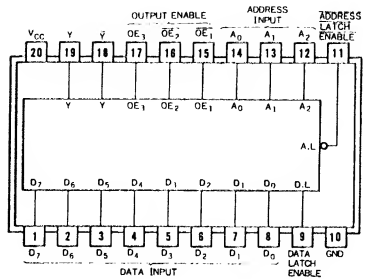 OUTPUT ENABLE ADDRESS INPUT ADDRESS LATCH ENABLE
VCC Y Ȳ OE3 OE2 OE1 A0 A1 A2
20 19 18 17 16 15 14 13 12 11
Y Y OE3 OE2 OE1 A0 A1 A2
A.L
D7 D6 D5 D4 D1 D2 D1 D0 D.L
1 2 3 4 5 6 7 8 9 10
D7 D6 D5 D4 D3 D2 D1 D0 DATA LATCH ENABLE GND
DATA INPUT